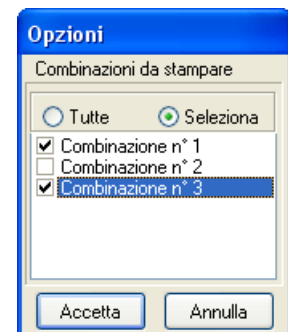 Opzioni
Combinazioni da stampare
Tutte Seleziona
Combinazione n° 1
Combinazione n° 2
Combinazione n° 3
Accetta Annulla